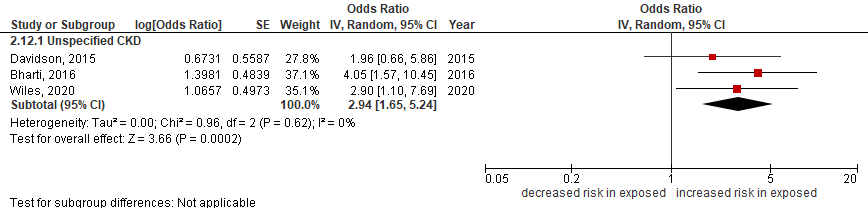 Odds Ratio Odds Ratio
Study or Subgroup log[Odds Ratio] SE Weight IV, Random, 95% CI Year IV, Random, 95% CI
2.12.1 Unspecified CKD
Davidson, 2015 0.6731 0.5587 27.8% 1.96 [0.66, 5.86] 2015
Bharti, 2016 1.3981 0.4839 37.1% 4.05 [1.57, 10.45] 2016
Wiles, 2020 1.0657 0.4973 35.1% 2.90 [1.10, 7.69] 2020
Subtotal (95% CI) 100.0% 2.94 [1.65, 5.24]
Heterogeneity: Tau² = 0.00; Chi² = 0.96, df = 2 (P = 0.62); I² = 0%
Test for overall effect: Z = 3.66 (P = 0.0002)
0.05 0.2 1 5 20
decreased risk in exposed increased risk in exposed
Test for subgroup differences: Not applicable